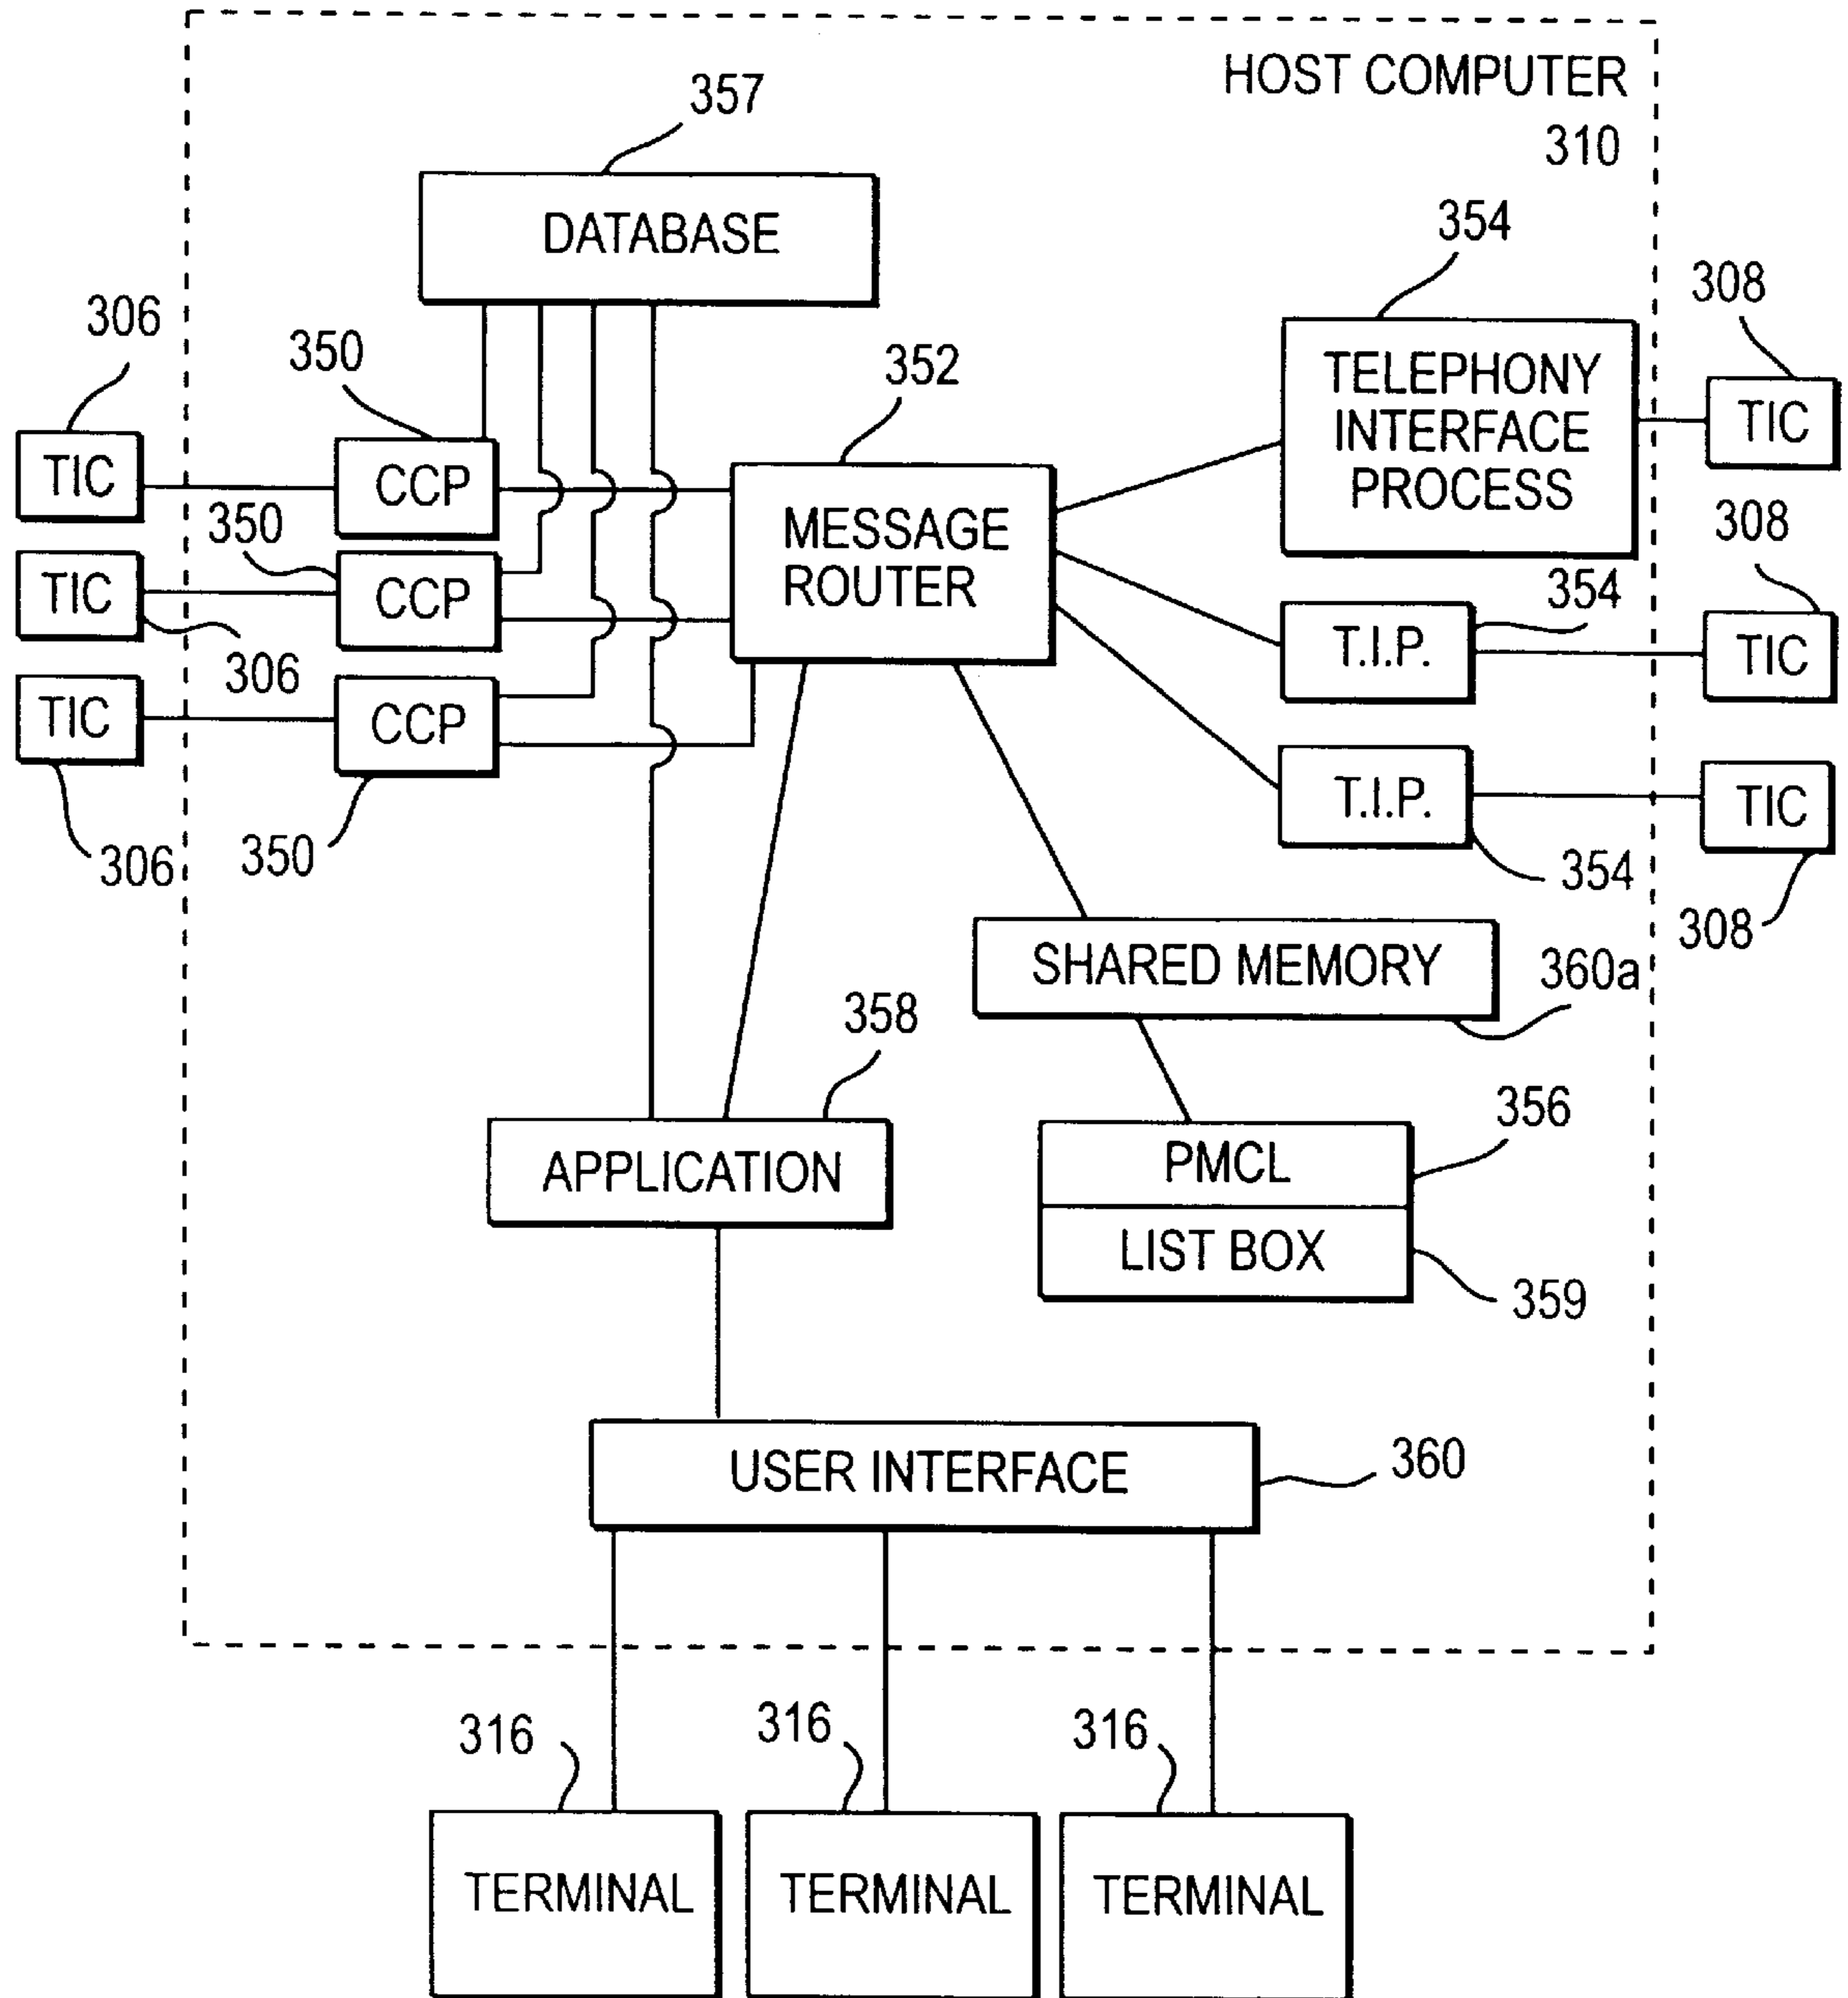 HOST COMPUTER
310
357
DATABASE
354
308
306
350
352
TELEPHONY
INTERFACE
PROCESS
TIC
TIC
CCP
MESSAGE
ROUTER
350
308
TIC
CCP
354
306
T.I.P.
TIC
TIC
CCP
T.I.P.
TIC
306
350
354
308
SHARED MEMORY
360a
358
356
APPLICATION
PMCL
LIST BOX
359
USER INTERFACE
360
316
316
316
TERMINAL
TERMINAL
TERMINAL